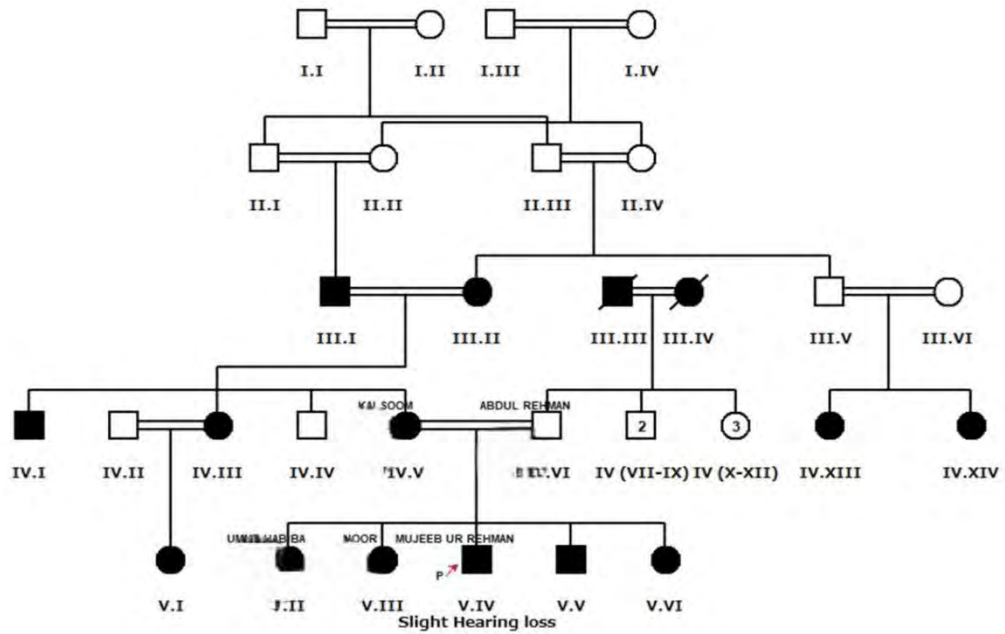 I.I I.II I.III I.IV
II.I II.II II.III II.IV
III.I III.II III.III III.IV III.V III.VI
ABDUL REHMAN
2 3
IV.I IV.II IV.III IV.IV IV.V IV (VII-IX) IV (X-XII) IV.XIII IV.XIV
MUJEEB UR REHMAN
P
V.I V.III V.IV V.V V.VI
Slight Hearing loss